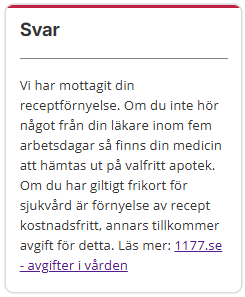 Svar
Vi har mottagit din
receptförnyelse. Om du inte hör
något från din läkare inom fem
arbetsdagar så finns din medicin
att hämtas ut på valfritt apotek.
Om du har giltigt frikort för
sjukvård är förnyelse av recept
kostnadsfritt, annars tillkommer
avgift för detta. Läs mer: 1177.se
- avgifter i vården